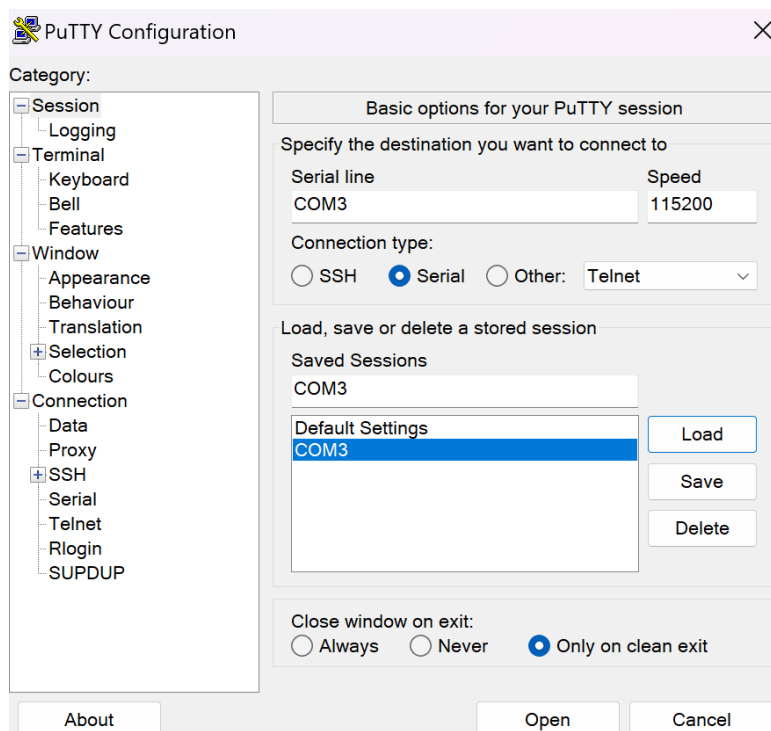 PuTTY Configuration
Category:
Session
Logging
Terminal
Keyboard
Bell
Features
Window
Appearance
Behaviour
Translation
Selection
Colours
Connection
Data
Proxy
SSH
Serial
Telnet
Rlogin
SUPDUP
Basic options for your PuTTY session
Specify the destination you want to connect to
Serial line Speed
COM3 115200
Connection type:
SSH Serial Other: Telnet
Load, save or delete a stored session
Saved Sessions
COM3
Default Settings
COM3
Load
Save
Delete
Close window on exit:
Always Never Only on clean exit
About Open Cancel